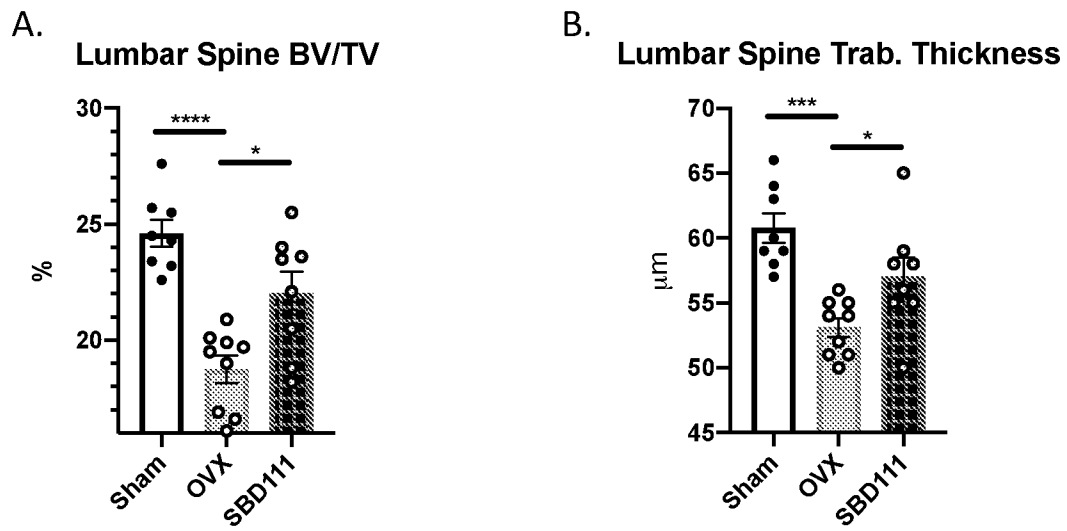 A.
Lumbar Spine BV/TV
30
25
20
%
****
*
Sham
OVX
SBD111
B.
Lumbar Spine Trab. Thickness
70
65
60
55
50
45
μm
***
*
Sham
OVX
SBD111